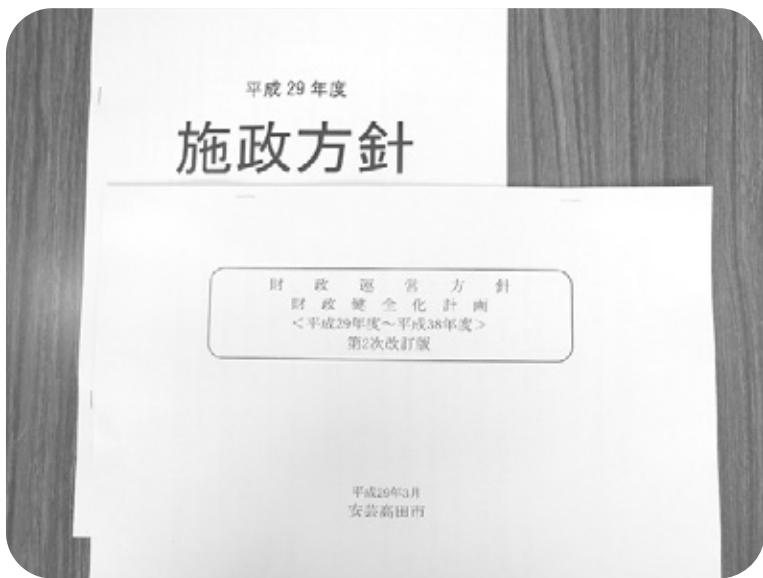 平成 29 年度
施政方針
財政運営方針
財政健全化計画
<平成29年度～平成38年度>
第2次改訂版
平成29年3月
安芸高田市